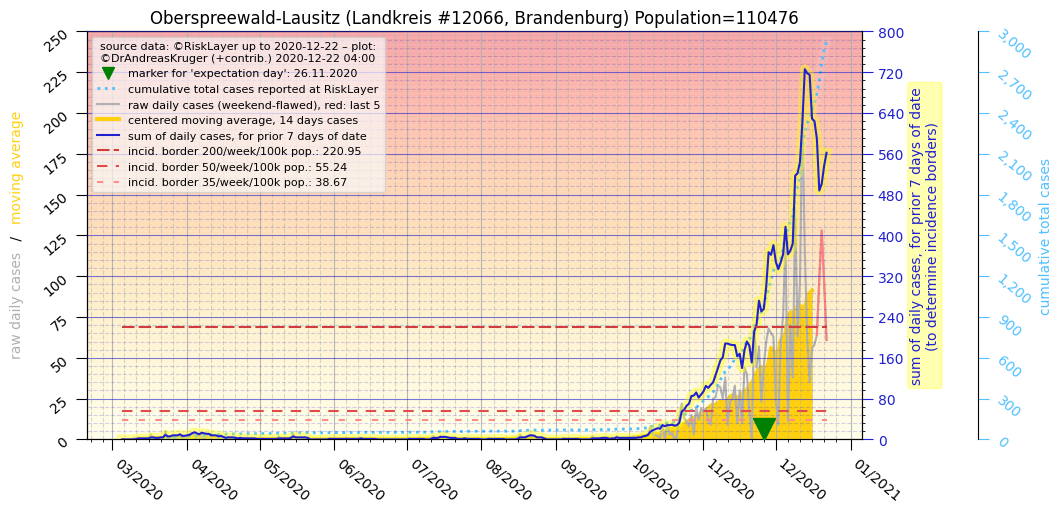 Oberspreewald-Lausitz (Landkreis #12066, Brandenburg) Population=110476
source data: ©RiskLayer up to 2020-12-22 – plot:
©DrAndreasKruger (+contrib.) 2020-12-22 04:00
marker for 'expectation day': 26.11.2020
cumulative total cases reported at RiskLayer
raw daily cases (weekend-flawed), red: last 5
centered moving average, 14 days cases
sum of daily cases, for prior 7 days of date
incid. border 200/week/100k pop.: 220.95
incid. border 50/week/100k pop.: 55.24
incid. border 35/week/100k pop.: 38.67
raw daily cases / moving average
250
225
200
175
150
125
100
75
50
25
0
03/2020
04/2020
05/2020
06/2020
07/2020
08/2020
09/2020
10/2020
11/2020
12/2020
01/2021
800
720
640
560
480
400
320
240
160
80
0
sum of daily cases, for prior 7 days of date
(to determine incidence borders)
3,000
2,700
2,400
2,100
1,800
1,500
1,200
900
600
300
0
cumulative total cases